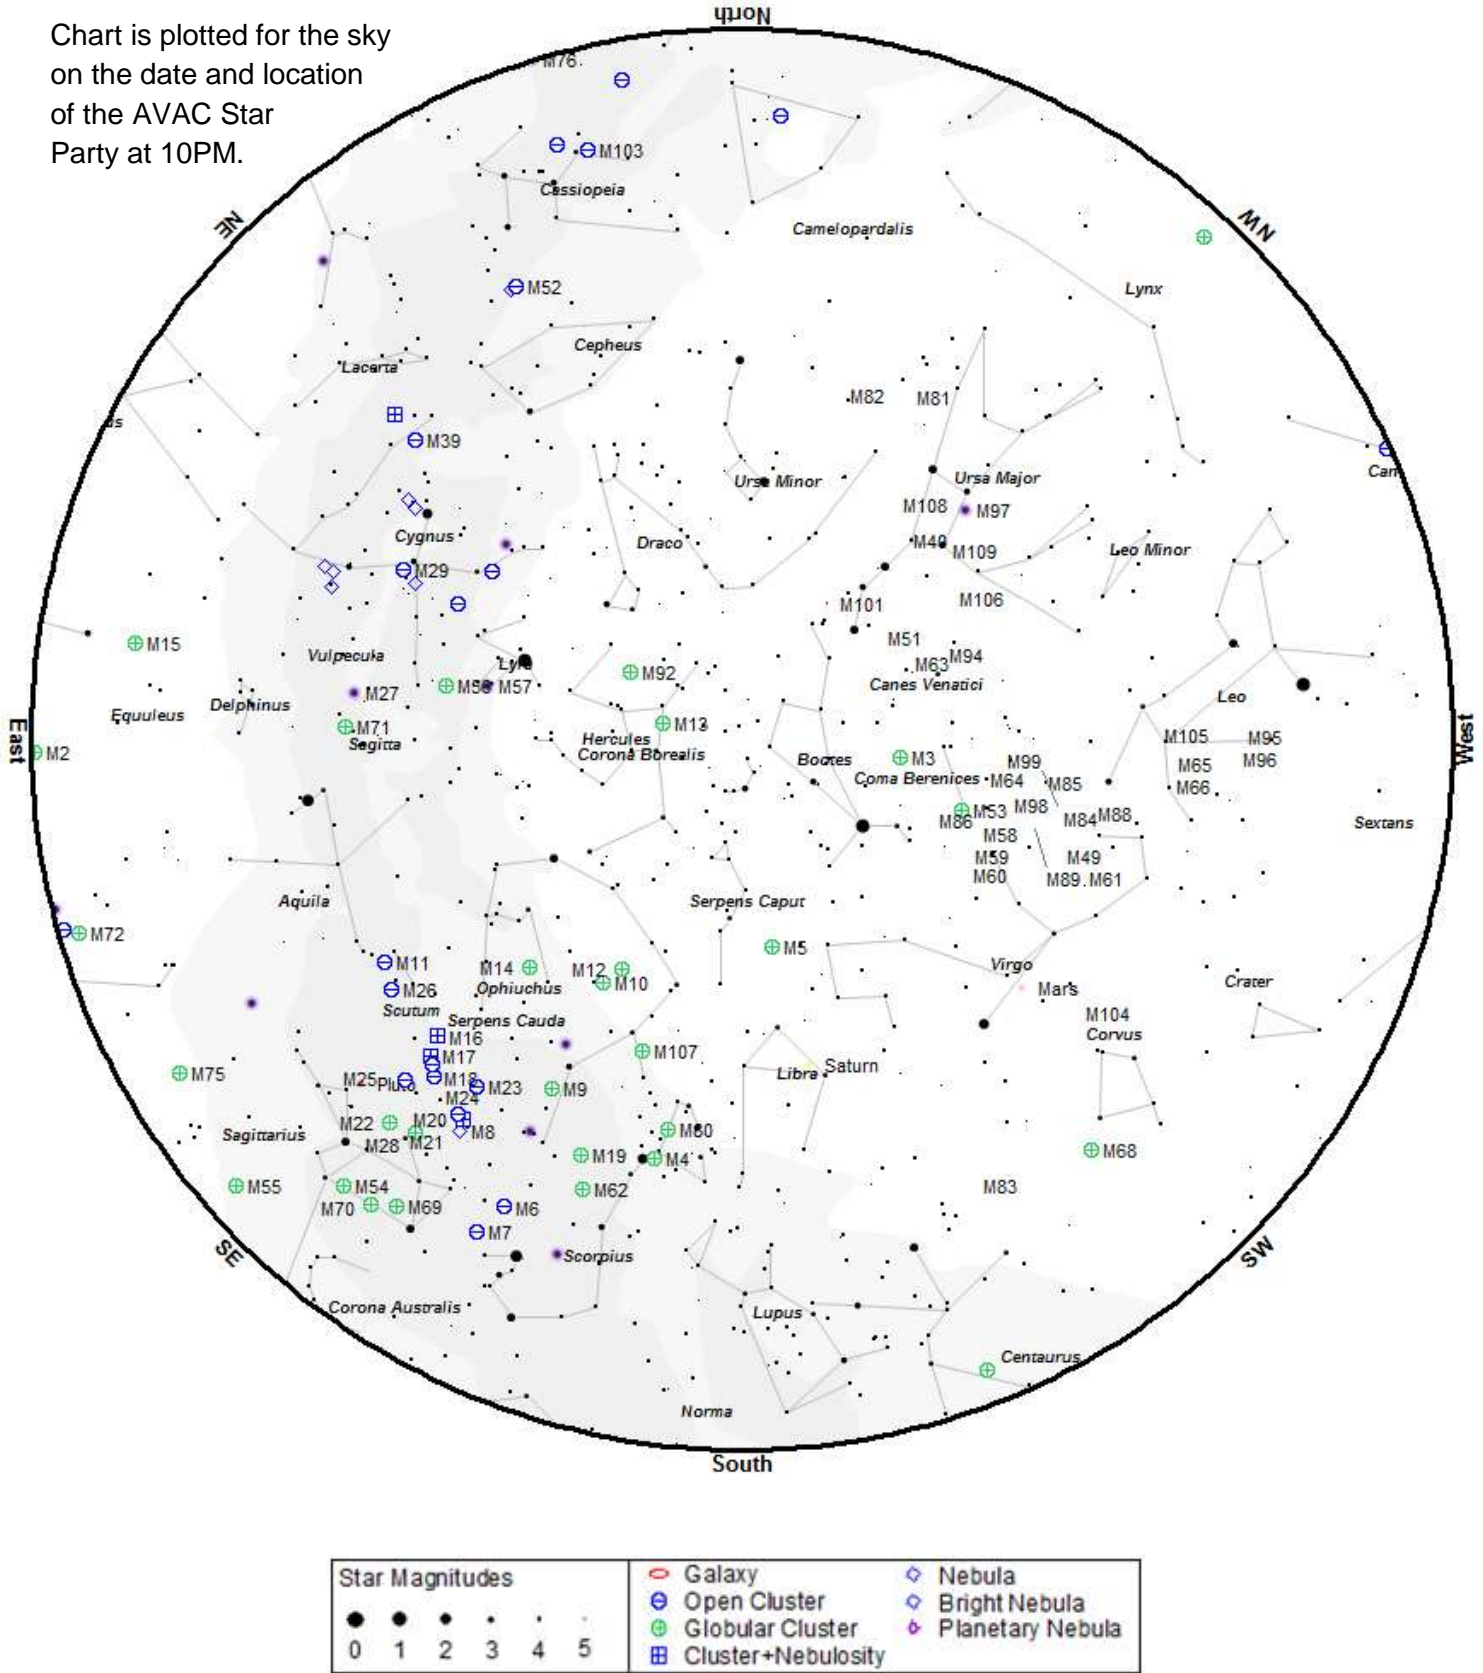 North
Chart is plotted for the sky
on the date and location
of the AVAC Star
Party at 10PM.
M76
M103
Cassiopeia
NE
NW
Camelopardalis
M52
Lynx
Cepheus
Lacerta
M82
M81
M39
Can
Ursa Minor
Ursa Major
M108
M97
Cygnus
Draco
M40
M109
Leo Minor
M29
M101
M106
M15
M51
Vulpecula
Lyra
M63
M94
M92
Canes Venatici
M27
M56
M57
Delphinus
Leo
Equuleus
M71
M13
Sagitta
Hercules
M105
M95
East
M2
Corona Borealis
Bootes
M3
M99
West
Coma Berenices
M64
M85
M65
M96
M66
M98
M53
M86
M84
M88
Sextans
M58
M59
M49
M60
M89
M61
Aquila
Serpens Caput
M72
M5
M11
M14
M12
Virgo
M10
M26
Ophiuchus
Mars
Crater
Scutum
Serpens Cauda
M104
M16
Corvus
M17
M107
M75
M25
Pluto
M18
M23
M9
Libra
Saturn
M24
M22
M20
M80
Sagittarius
M28
M21
M8
M68
M19
M4
M55
M54
M62
M83
M70
M69
M6
M7
SE
Scorpius
SW
Corona Australis
Lupus
Centaurus
Norma
South
Star Magnitudes
0 1 2 3 4 5
Galaxy
Open Cluster
Globular Cluster
Cluster+Nebulosity
Nebula
Bright Nebula
Planetary Nebula